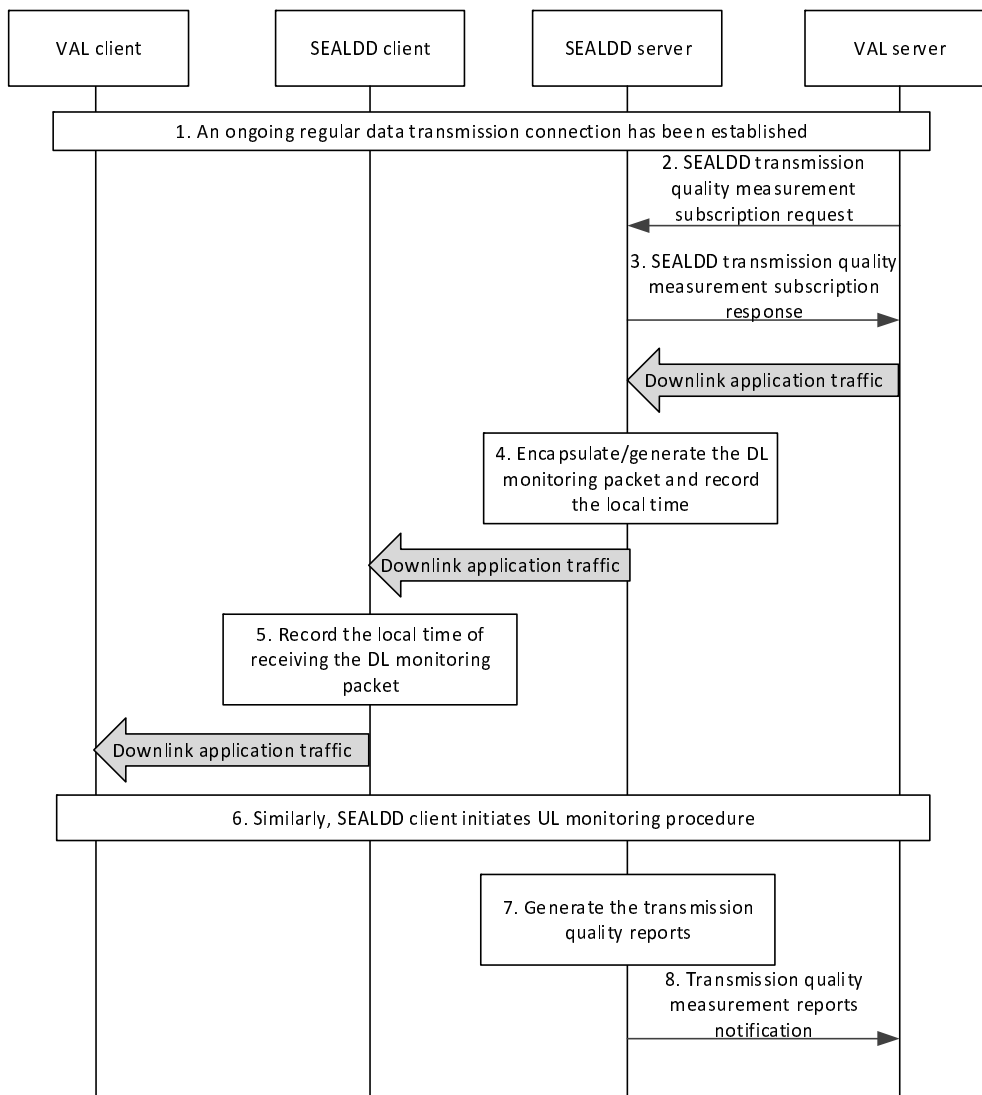 VAL client
SEALDD client
SEALDD server
VAL server
1. An ongoing regular data transmission connection has been established
2. SEALDD transmission
quality measurement
subscription request
3. SEALDD transmission quality
measurement subscription
response
Downlink application traffic
4. Encapsulate/generate the DL
monitoring packet and record
the local time
Downlink application traffic
5. Record the local time of
receiving the DL monitoring
packet
Downlink application traffic
6. Similarly, SEALDD client initiates UL monitoring procedure
7. Generate the transmission
quality reports
8. Transmission quality
measurement reports
notification